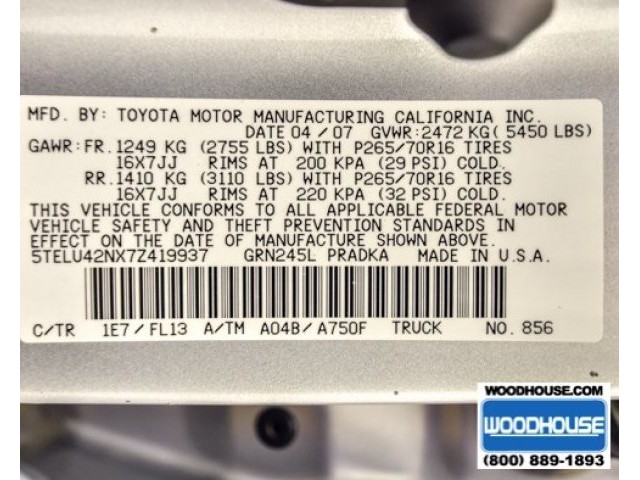 MFD. BY: TOYOTA MOTOR MANUFACTURING CALIFORNIA INC.
DATE 04/07 GVWR:2472 KG(5450 LBS)
GAWR: FR. 1249 KG (2755 LBS) WITH P265/70R16 TIRES
16X7JJ RIMS AT 200 KPA (29 PSI) COLD.
RR. 1410 KG (3110 LBS) WITH P265/70R16 TIRES
16X7JJ RIMS AT 220 KPA (32 PSI) COLD.
THIS VEHICLE CONFORMS TO ALL APPLICABLE FEDERAL MOTOR
VEHICLE SAFETY AND THEFT PREVENTION STANDARDS IN
EFFECT ON THE DATE OF MANUFACTURE SHOWN ABOVE.
5TELU42NX7Z419937 GRN245L PRADKA MADE IN U.S.A.
C/TR 1E7/FL13 A/TM A04B/A750F TRUCK NO. 856
WOODHOUSE.COM
WOODHOUSE
(800) 889-1893